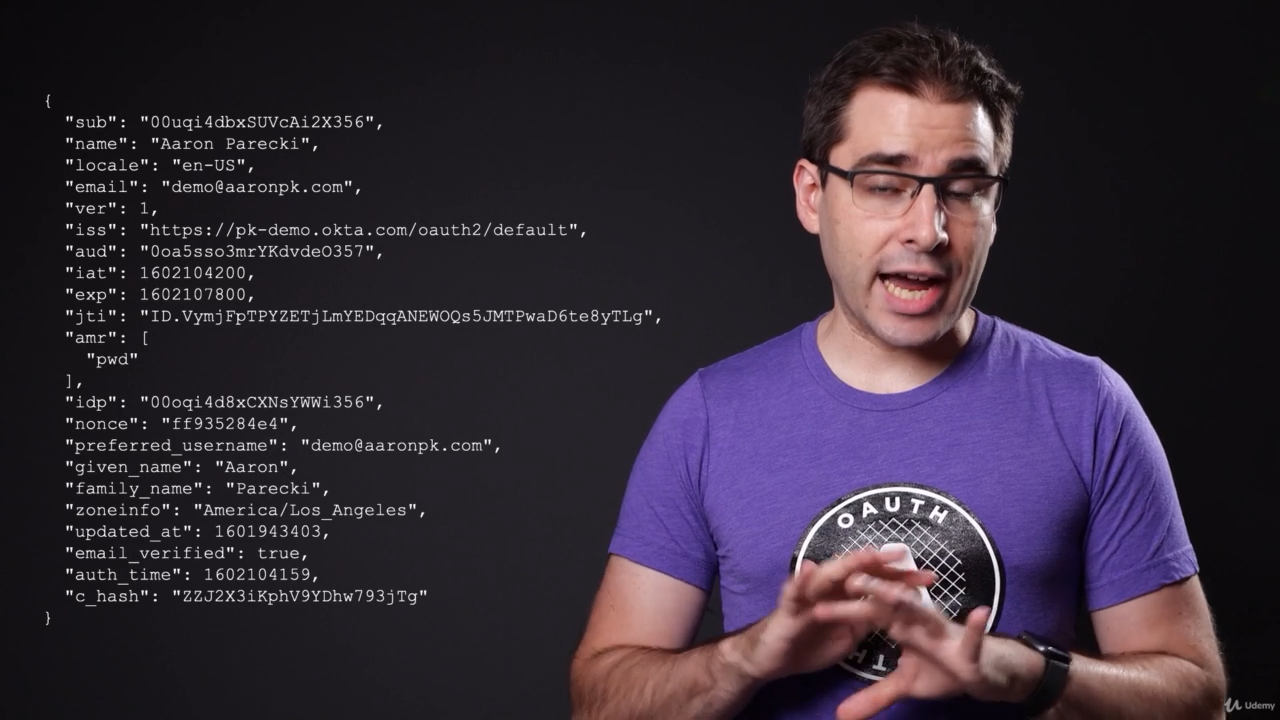 {
"sub": "00uqi4dbxSUVcAi2X356",
"name": "Aaron Parecki",
"locale": "en-US",
"email": "demo@aaronpk.com",
"ver": 1,
"iss": "https://pk-demo.okta.com/oauth2/default",
"aud": "0oa5sso3mrYKdvdeO357",
"iat": 1602104200,
"exp": 1602107800,
"jti": "ID.VymjFpTPYZETjLmYEDqqANEWOQs5JMTPwaD6te8yTLg",
"amr": [
"pwd"
],
"idp": "00oqi4d8xCXNsYWWi356",
"nonce": "ff935284e4",
"preferred_username": "demo@aaronpk.com",
"given_name": "Aaron",
"family_name": "Parecki",
"zoneinfo": "America/Los_Angeles",
"updated_at": 1601943403,
"email_verified": true,
"auth_time": 1602104159,
"c_hash": "ZZJ2X3iKphV9YDhw793jTg"
}
OAUTH
Udemy